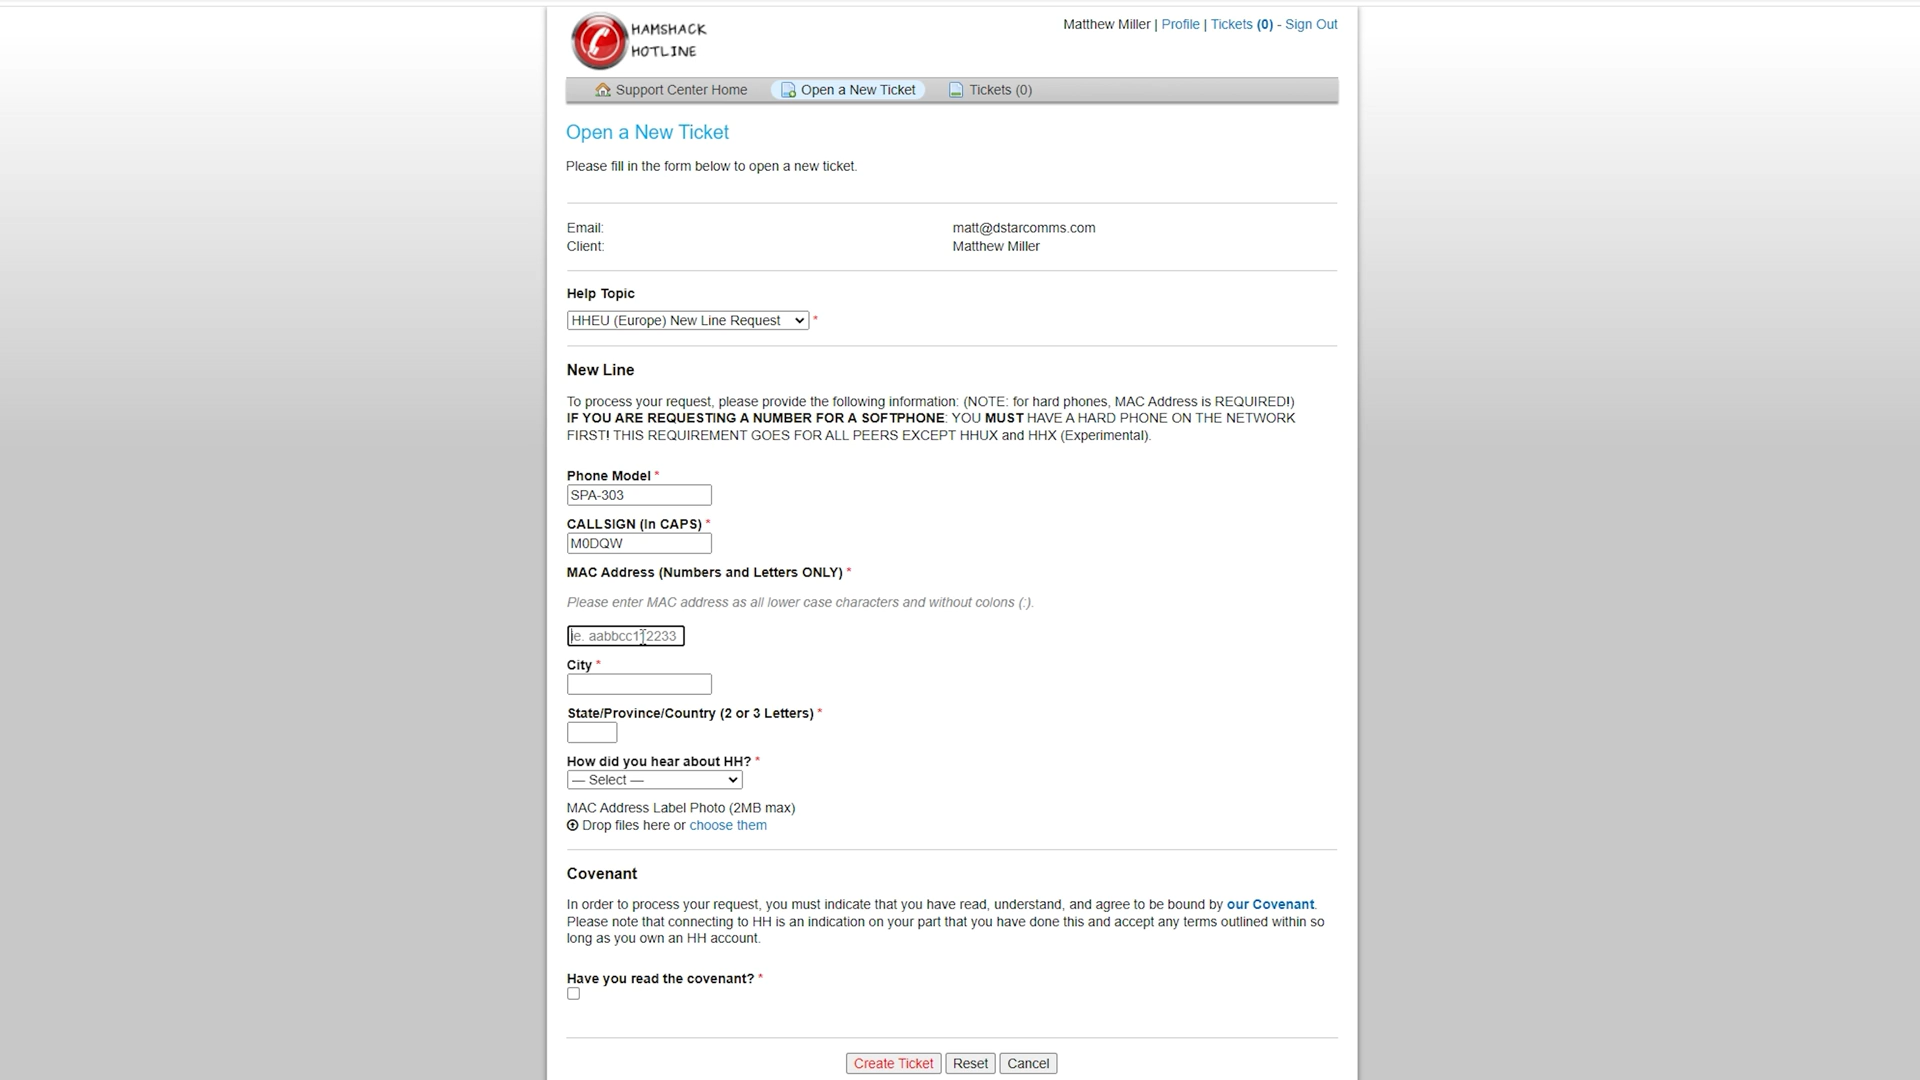 HAMSHACK
HOTLINE
Matthew Miller | Profile | Tickets (0) - Sign Out
Support Center Home Open a New Ticket Tickets (0)
Open a New Ticket
Please fill in the form below to open a new ticket.
Email: matt@dstarcomms.com
Client: Matthew Miller
Help Topic
HHEU (Europe) New Line Request *
New Line
To process your request, please provide the following information: (NOTE: for hard phones, MAC Address is REQUIRED!)
IF YOU ARE REQUESTING A NUMBER FOR A SOFTPHONE: YOU MUST HAVE A HARD PHONE ON THE NETWORK
FIRST! THIS REQUIREMENT GOES FOR ALL PEERS EXCEPT HHUX and HHX (Experimental).
Phone Model *
SPA-303
CALLSIGN (In CAPS) *
M0DQW
MAC Address (Numbers and Letters ONLY) *
Please enter MAC address as all lower case characters and without colons (:).
ie. aabbcc112233
City *
State/Province/Country (2 or 3 Letters) *
How did you hear about HH? *
— Select —
MAC Address Label Photo (2MB max)
Drop files here or choose them
Covenant
In order to process your request, you must indicate that you have read, understand, and agree to be bound by our Covenant.
Please note that connecting to HH is an indication on your part that you have done this and accept any terms outlined within so
long as you own an HH account.
Have you read the covenant? *
Create Ticket Reset Cancel